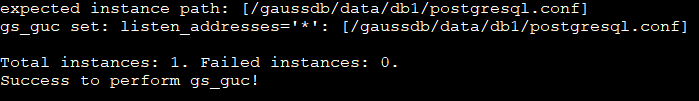 expected instance path: [/gaussdb/data/db1/postgresql.conf]
gs_guc set: listen_addresses='*': [/gaussdb/data/db1/postgresql.conf]
Total instances: 1. Failed instances: 0.
Success to perform gs_guc!